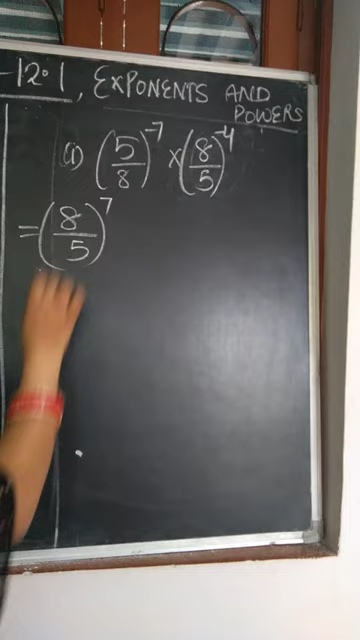 -12.1, EXPONENTS AND
POWERS
(i) (5/8)^-7 × (8/5)^-4
= (8/5)^7